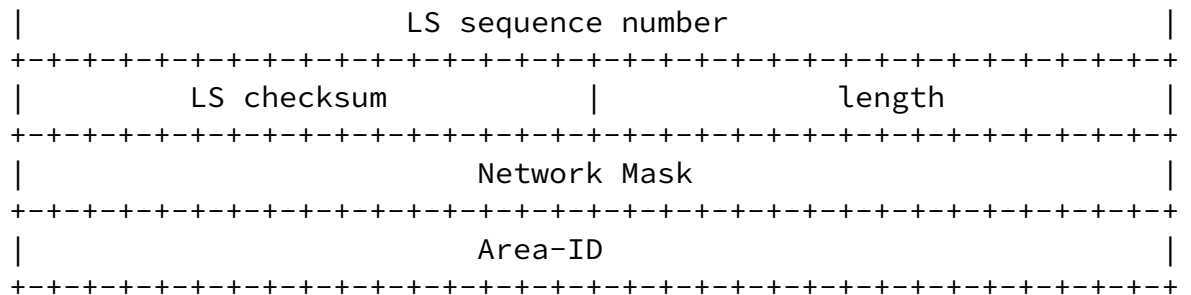 |                     LS sequence number                        |
+-+-+-+-+-+-+-+-+-+-+-+-+-+-+-+-+-+-+-+-+-+-+-+-+-+-+-+-+-+-+-+-+
|         LS checksum           |             length            |
+-+-+-+-+-+-+-+-+-+-+-+-+-+-+-+-+-+-+-+-+-+-+-+-+-+-+-+-+-+-+-+-+
|                         Network Mask                          |
+-+-+-+-+-+-+-+-+-+-+-+-+-+-+-+-+-+-+-+-+-+-+-+-+-+-+-+-+-+-+-+-+
|                         Area-ID                               |
+-+-+-+-+-+-+-+-+-+-+-+-+-+-+-+-+-+-+-+-+-+-+-+-+-+-+-+-+-+-+-+-+